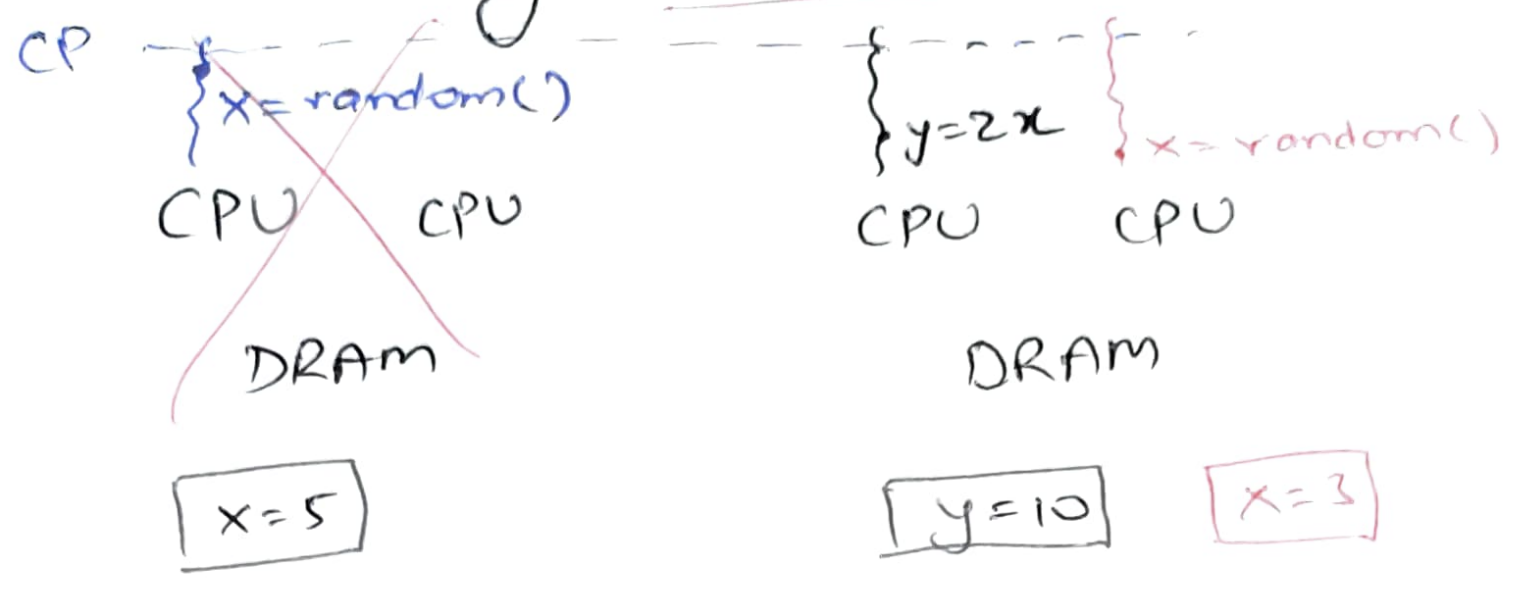 CP
x=random()
y=2x
x=random()
CPU CPU CPU CPU
DRAM DRAM
x=5 y=10 x=3